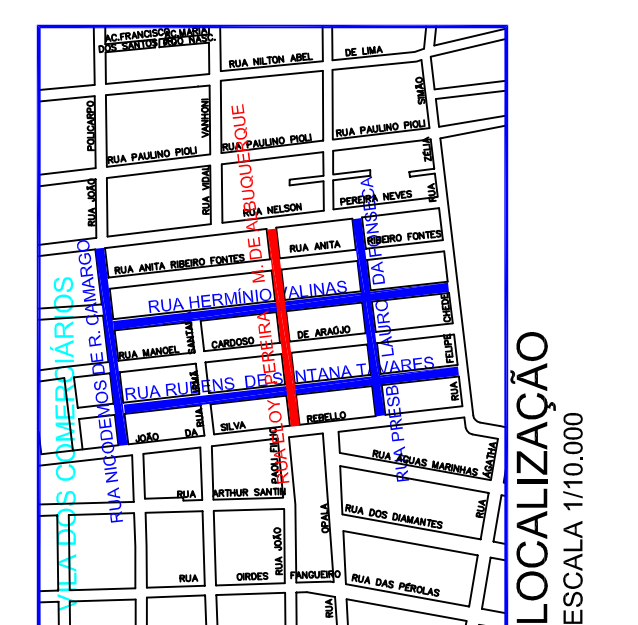 AC.FRANCISCO
AC.MARIA
DOS SANTOS
DO NASC.
RUA NILTON ABEL
DE LIMA
POLICARPO
RUA JOÃO
VANHONI
RUA VIDAL
SIMÃO
ZÉLIA
RUA
RUA PAULINO PIOLI
RUA PAULINO PIOLI
RUA PAULINO PIOLI
RUA NELSON
PEREIRA NEVES
RUA ANITA RIBEIRO FONTES
RUA ANITA
RIBEIRO FONTES
RUA HERMÍNIO VALINAS
RUA MANOEL
CARDOSO
DE ARAÚJO
SANTA
IRMÃ
RUA
CHEDE
FELIPE
RUA
RUA RUBENS DE SANTANA TAVARES
JOÃO
DA
SILVA
REBELLO
RUA ELOY PEREIRA M. DE ALBUQUERQUE
RUA NICODEMOS DE R. CAMARGO
RUA PRESB. LAURO DA FONSECA
VILA DOS COMERCIÁRIOS
RUA ÁGUAS MARINHAS
ÁGATHA
RUA
RUA
ARTHUR SANTIN
RUA JOÃO
OPALA
RUA
RUA DOS DIAMANTES
RUA
OIRDES
FANGUEIRO
RUA DAS PÉROLAS
LOCALIZAÇÃO
ESCALA 1/10.000